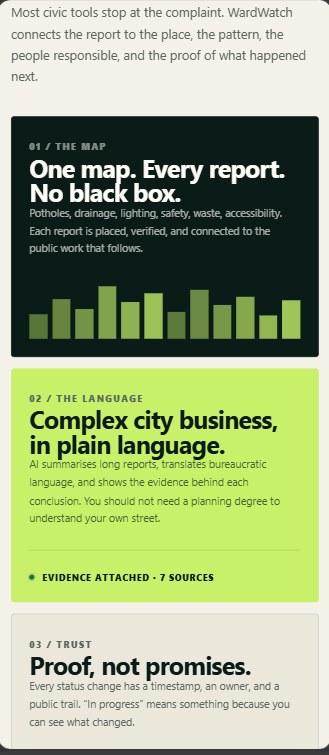 Most civic tools stop at the complaint. WardWatch
connects the report to the place, the pattern, the
people responsible, and the proof of what happened
next.
01 / THE MAP
One map. Every report.
No black box.
Potholes, drainage, lighting, safety, waste, accessibility.
Each report is placed, verified, and connected to the
public work that follows.
02 / THE LANGUAGE
Complex city business,
in plain language.
AI summarises long reports, translates bureaucratic
language, and shows the evidence behind each
conclusion. You should not need a planning degree to
understand your own street.
EVIDENCE ATTACHED · 7 SOURCES
03 / TRUST
Proof, not promises.
Every status change has a timestamp, an owner, and a
public trail. “In progress” means something because you
can see what changed.